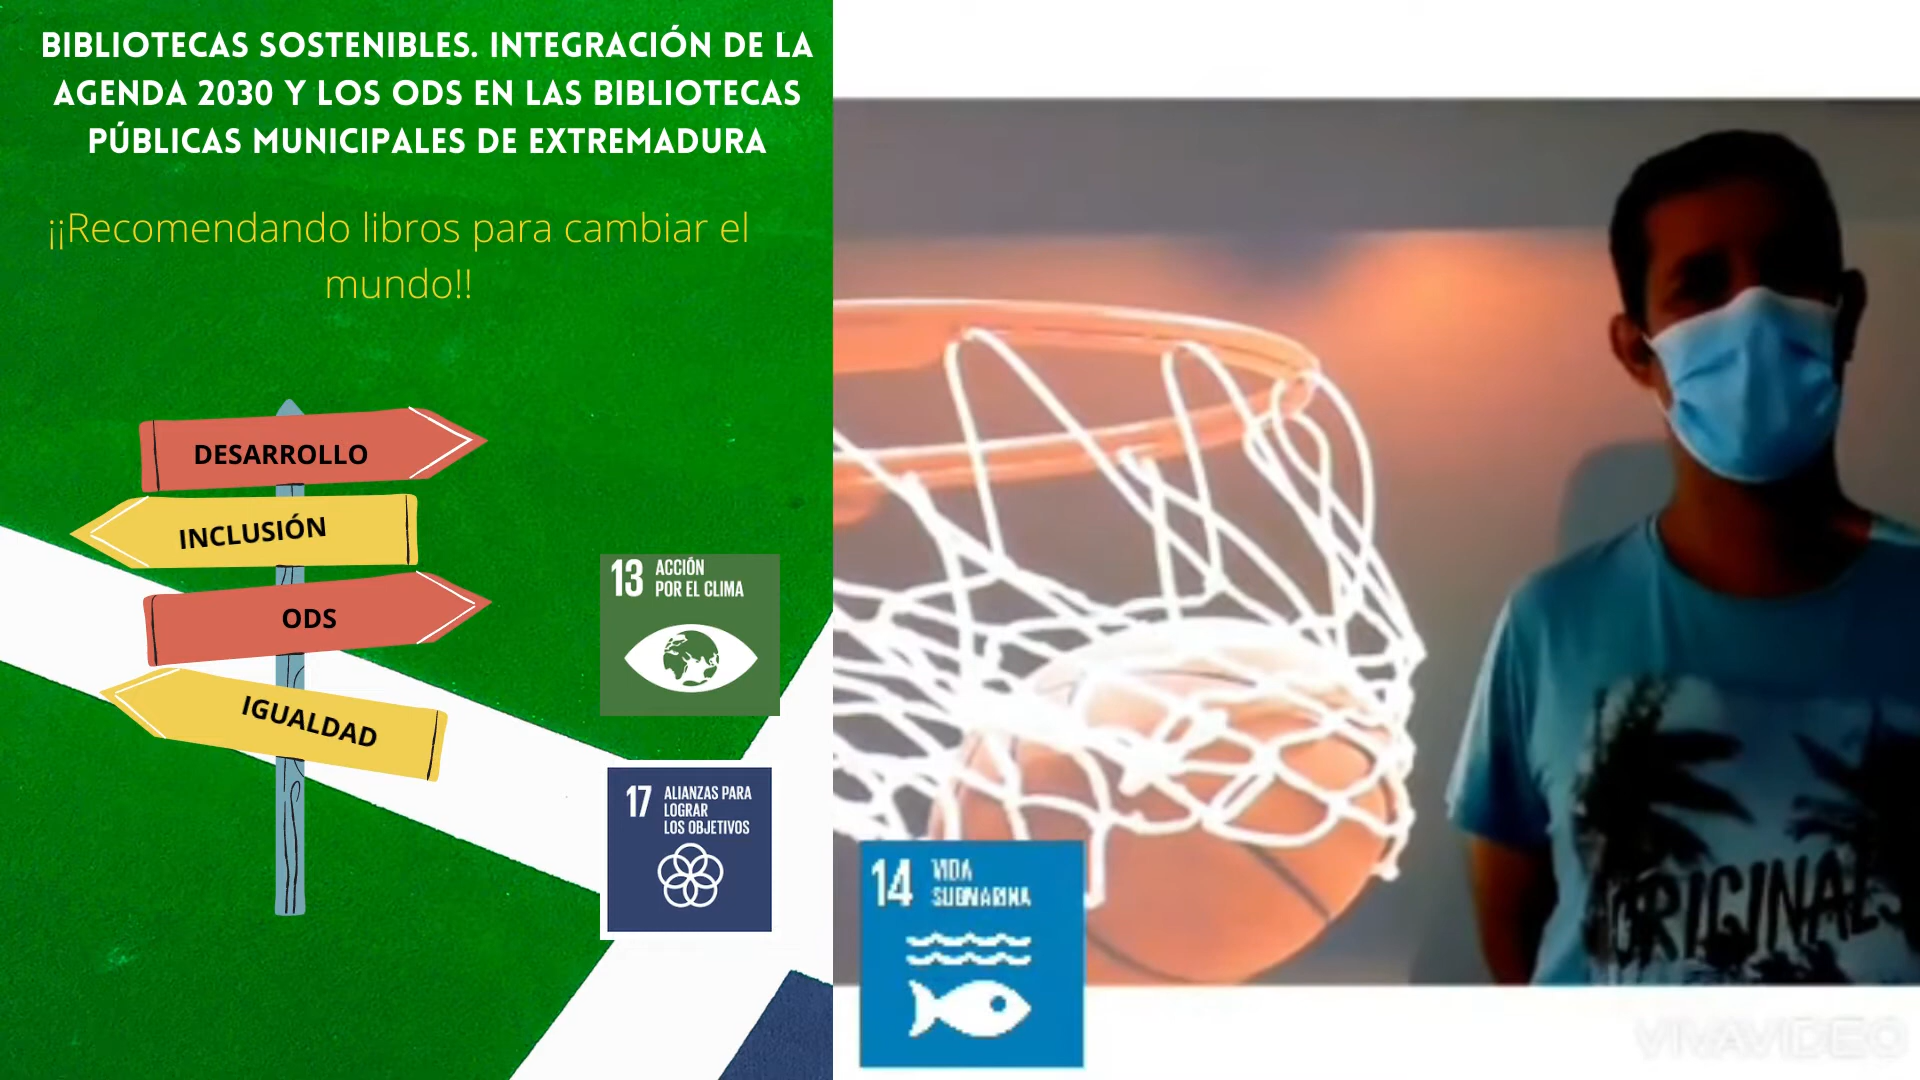 BIBLIOTECAS SOSTENIBLES. INTEGRACIÓN DE LA
AGENDA 2030 Y LOS ODS EN LAS BIBLIOTECAS
PÚBLICAS MUNICIPALES DE EXTREMADURA
¡¡Recomendando libros para cambiar el
mundo!!
DESARROLLO
INCLUSIÓN
ODS
IGUALDAD
13 ACCIÓN
POR EL CLIMA
17 ALIANZAS PARA
LOGRAR
LOS OBJETIVOS
14 VIDA
SUBMARINA
ORIGINALS
VIVAVIDEO